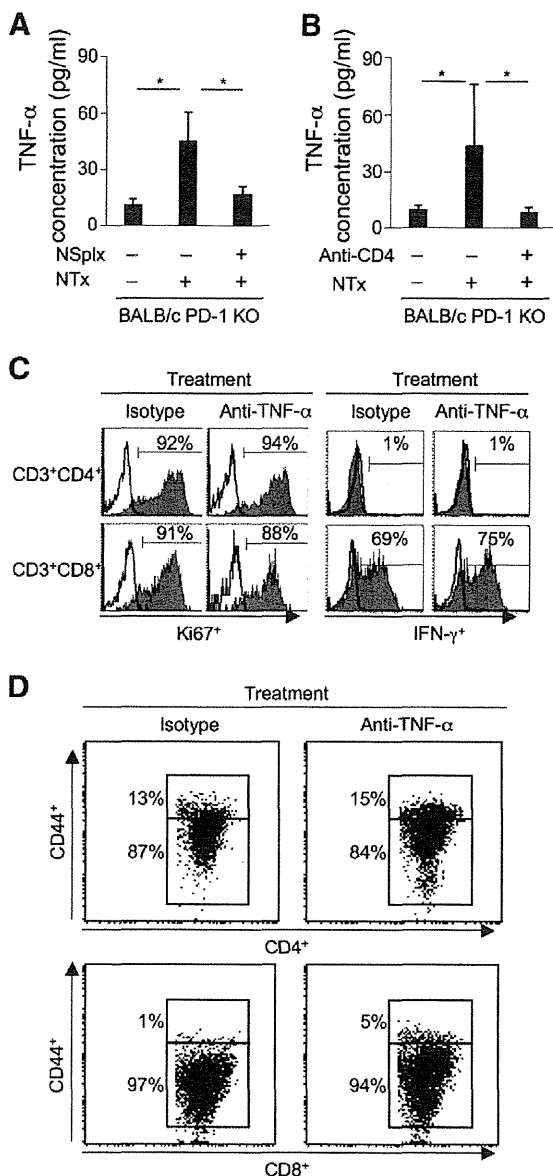 A
TNF-α
concentration (pg/ml)
90
60
30
0
*
*
NSplx – – +
NTx – + +
BALB/c PD-1 KO
B
TNF-α
concentration (pg/ml)
90
60
30
0
*
*
Anti-CD4 – – +
NTx – + +
BALB/c PD-1 KO
C
Treatment
Treatment
Isotype
Anti-TNF-α
Isotype
Anti-TNF-α
CD3+CD4+
92%
94%
1%
1%
CD3+CD8+
91%
88%
69%
75%
Ki67+
IFN-γ+
D
Treatment
Isotype
Anti-TNF-α
CD44+
13%
87%
15%
84%
CD4+
CD44+
1%
97%
5%
94%
CD8+